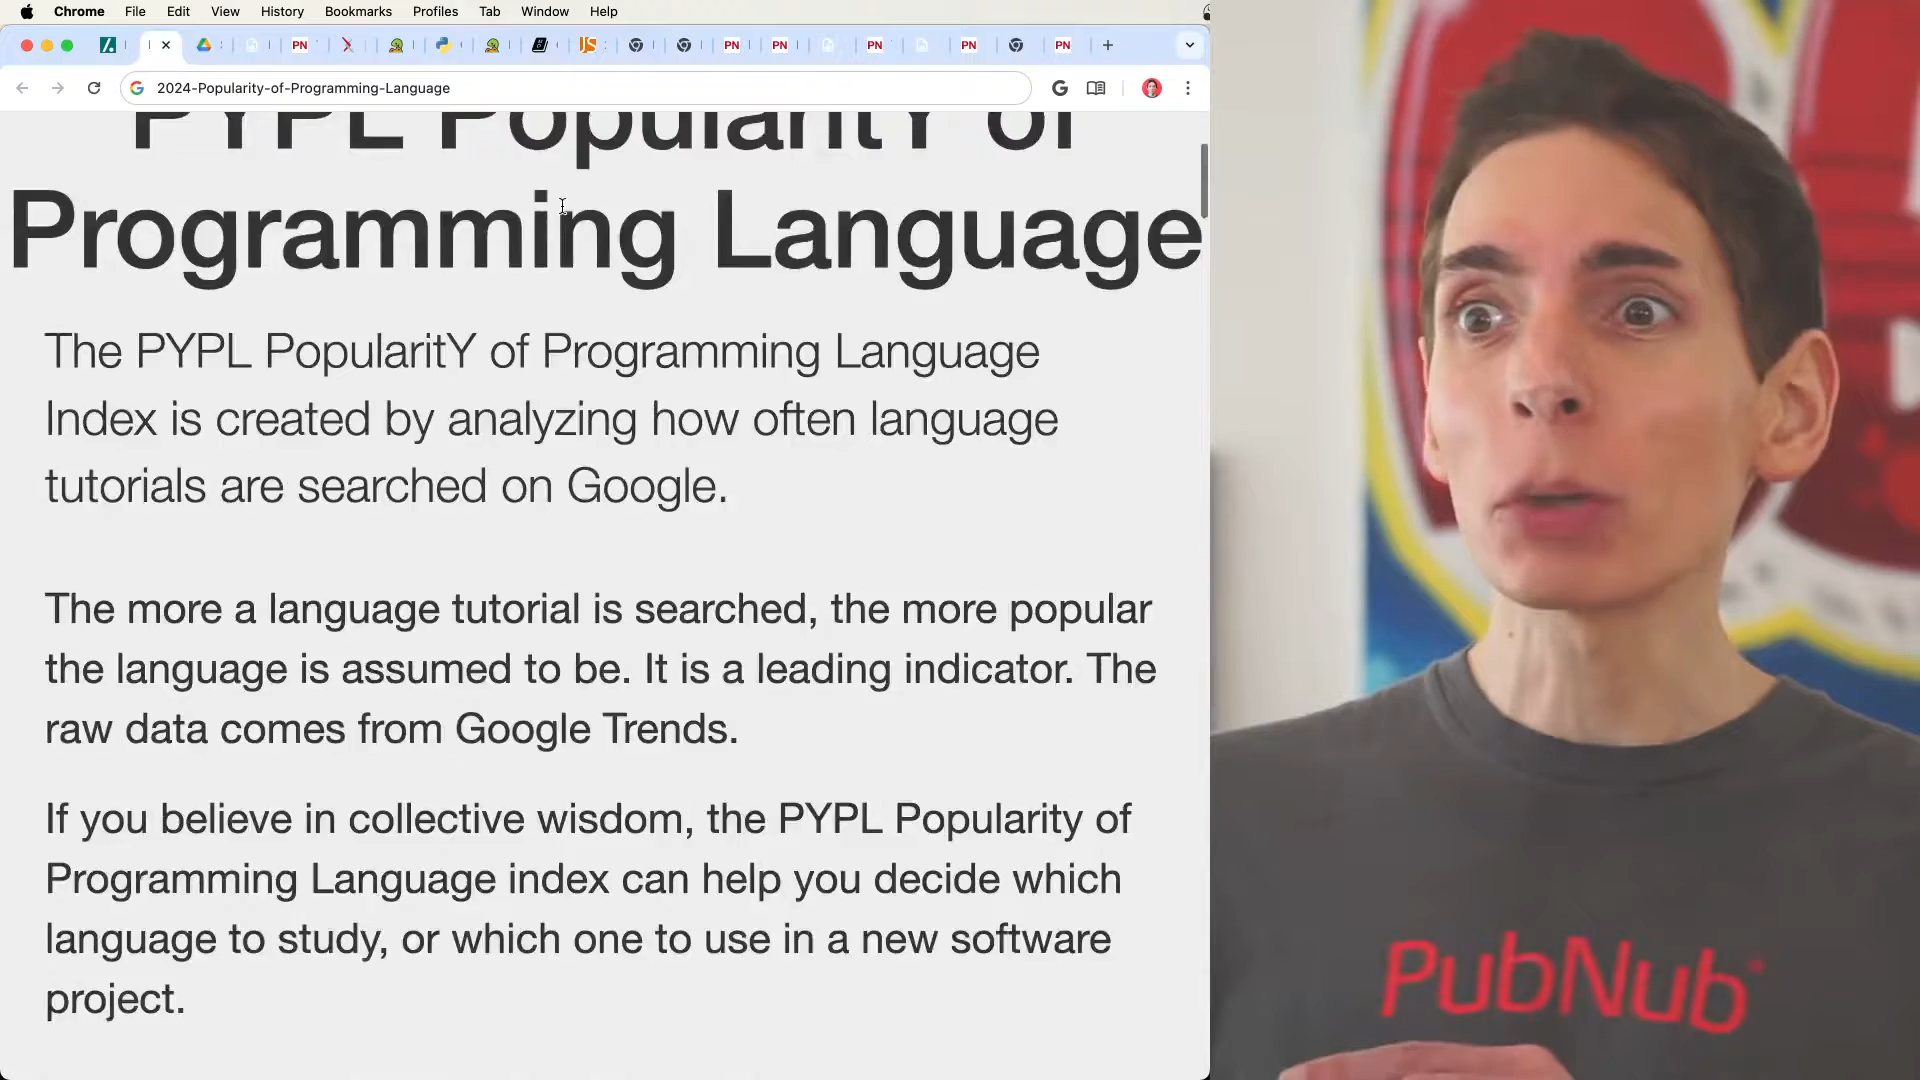 Chrome File Edit View History Bookmarks Profiles Tab Window Help
PN JS PN PN PN PN PN
2024-Popularity-of-Programming-Language
PYPL PopularitY of
Programming Language
The PYPL PopularitY of Programming Language
Index is created by analyzing how often language
tutorials are searched on Google.
The more a language tutorial is searched, the more popular
the language is assumed to be. It is a leading indicator. The
raw data comes from Google Trends.
If you believe in collective wisdom, the PYPL Popularity of
Programming Language index can help you decide which
language to study, or which one to use in a new software
project.
PubNub